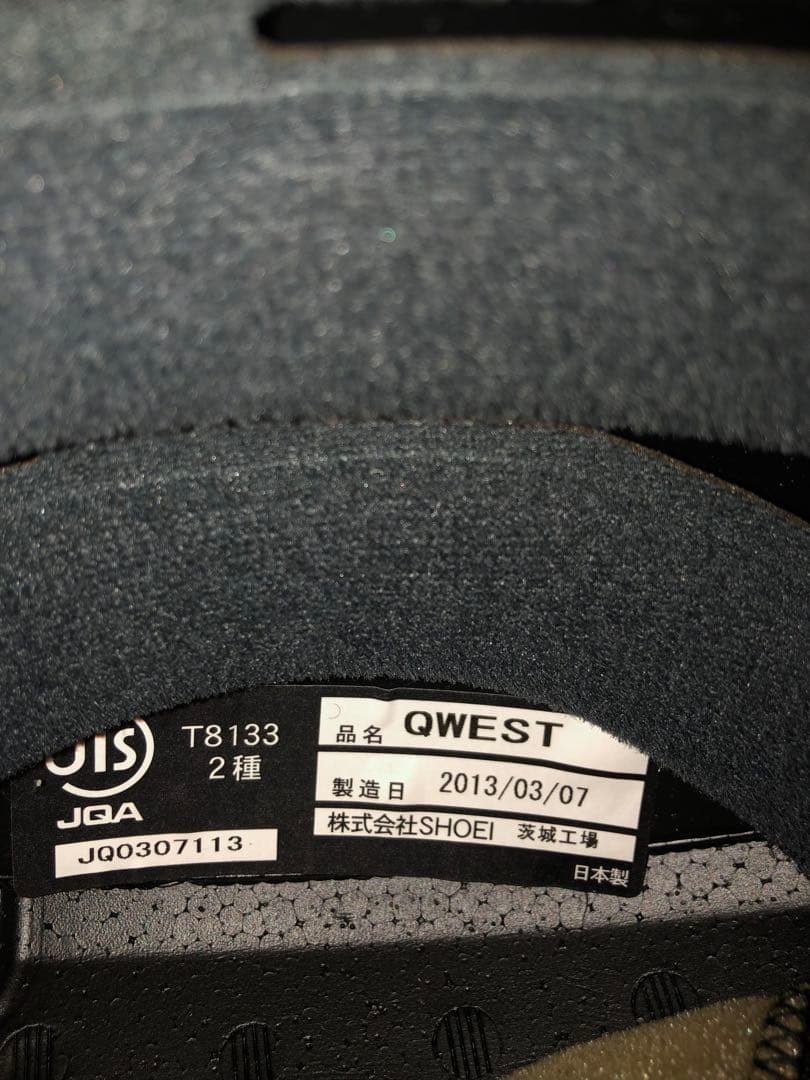 JIS
T8133
2種
JQA
JQ0307113
品名 QWEST
製造日 2013/03/07
株式会社SHOEI 茨城工場
日本製